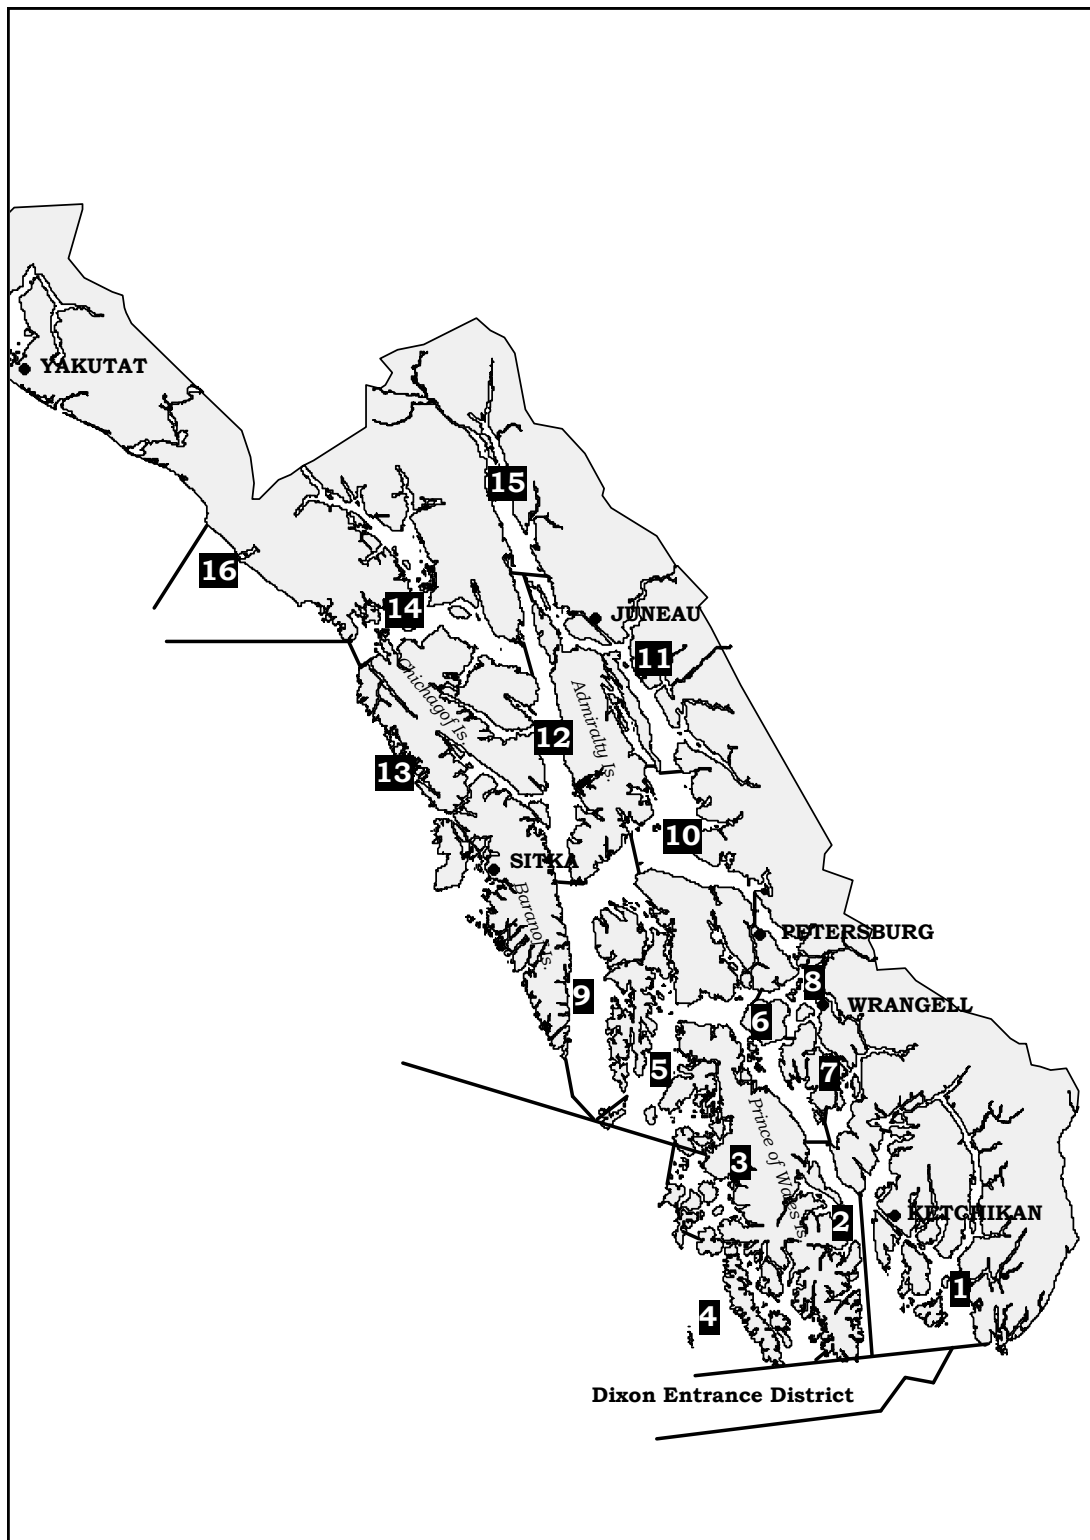 YAKUTAT
15
16
14
JUNEAU
11
Chichagof Is.
Admiralty Is.
12
13
10
SITKA
Baranof Is.
PETERSBURG
8
9
WRANGELL
6
5
7
Prince of Wales Is.
3
KETCHIKAN
2
1
4
Dixon Entrance District